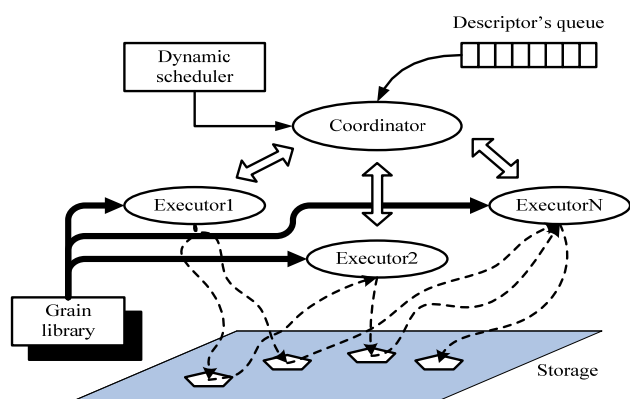 Descriptor's queue
Dynamic
scheduler
Coordinator
Executor1
ExecutorN
Executor2
Grain
library
Storage